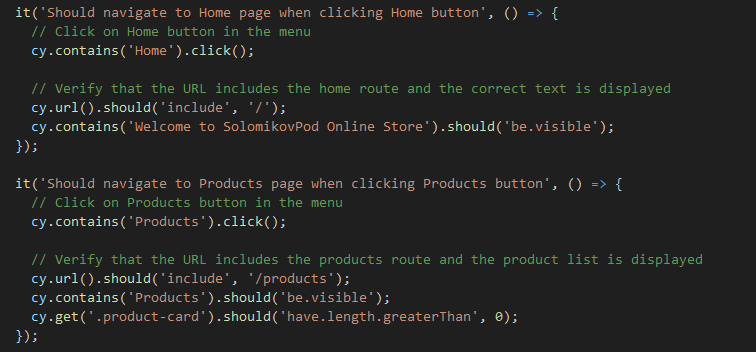 it('Should navigate to Home page when clicking Home button', () => {
  // Click on Home button in the menu
  cy.contains('Home').click();

  // Verify that the URL includes the home route and the correct text is displayed
  cy.url().should('include', '/');
  cy.contains('Welcome to SolomikovPod Online Store').should('be.visible');
});

it('Should navigate to Products page when clicking Products button', () => {
  // Click on Products button in the menu
  cy.contains('Products').click();

  // Verify that the URL includes the products route and the product list is displayed
  cy.url().should('include', '/products');
  cy.contains('Products').should('be.visible');
  cy.get('.product-card').should('have.length.greaterThan', 0);
});